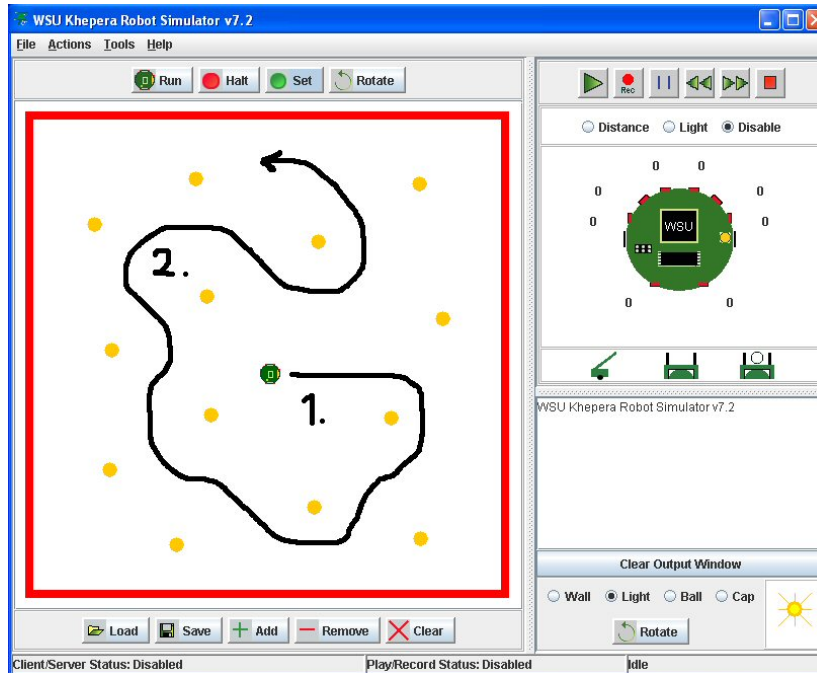 WSU Khepera Robot Simulator v7.2
File Actions Tools Help
Run Halt Set Rotate
Rec
Distance Light Disable
0 0
0 0
0 0
WSU
0 0
2.
1.
WSU Khepera Robot Simulator v7.2
Clear Output Window
Wall Light Ball Cap
Rotate
Load Save Add Remove Clear
Client/Server Status: Disabled Play/Record Status: Disabled Idle